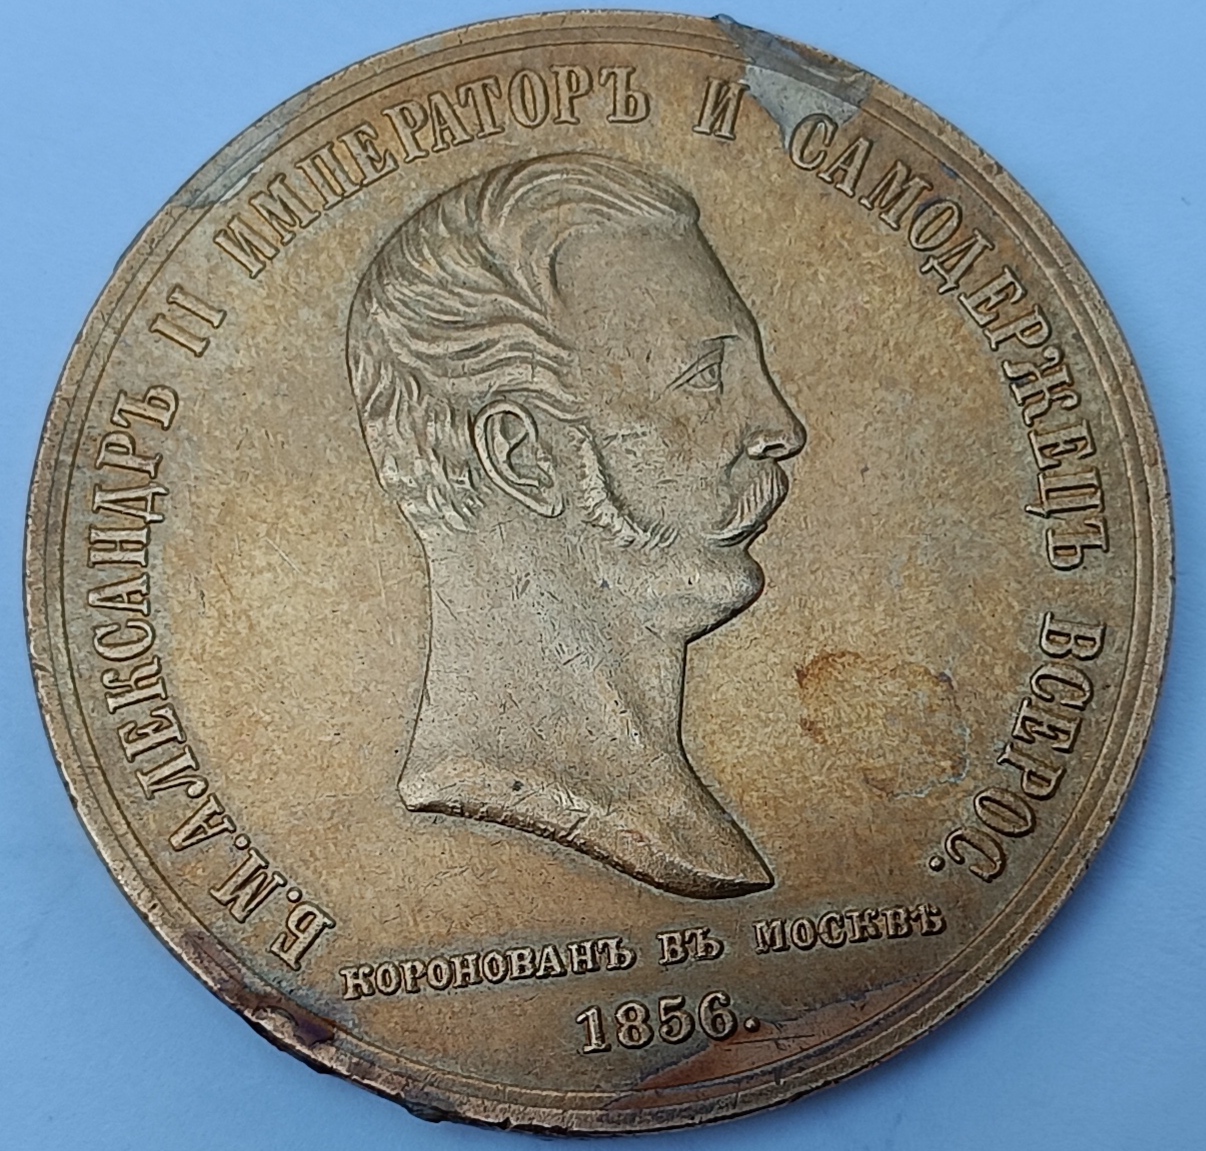 Б.М.АЛЕКСАНДРЪ II ИМПЕРАТОРЪ И САМОДЕРЖЕЦЪ ВСЕРОС.
КОРОНОВАНЪ ВЪ МОСКВѢ
1856.